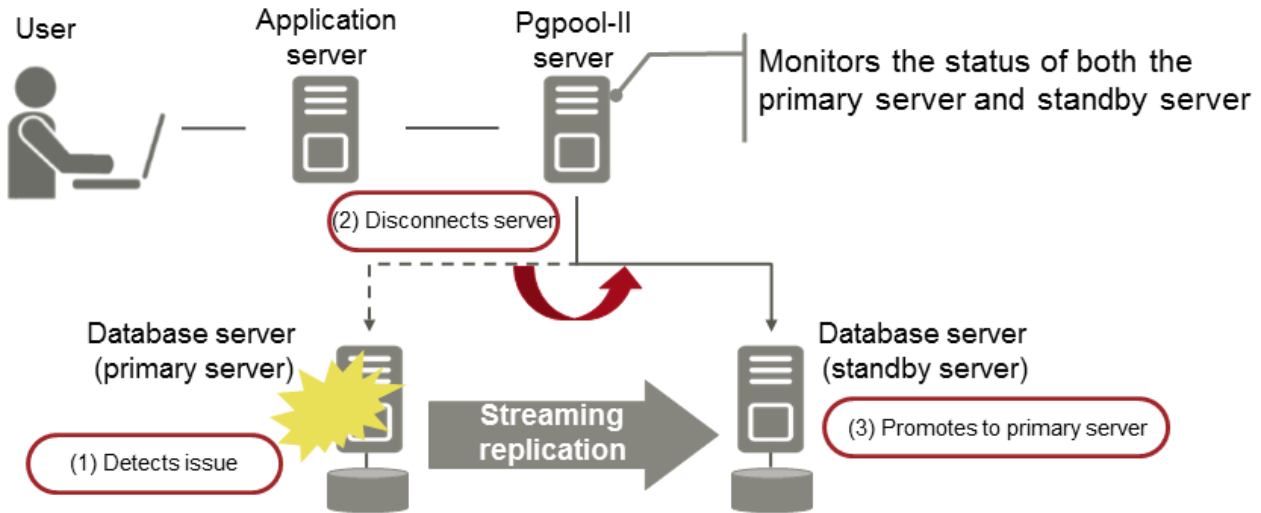 User
Application
server
Pgpool-II
server
Monitors the status of both the
primary server and standby server
(2) Disconnects server
Database server
(primary server)
Database server
(standby server)
Streaming
replication
(1) Detects issue
(3) Promotes to primary server